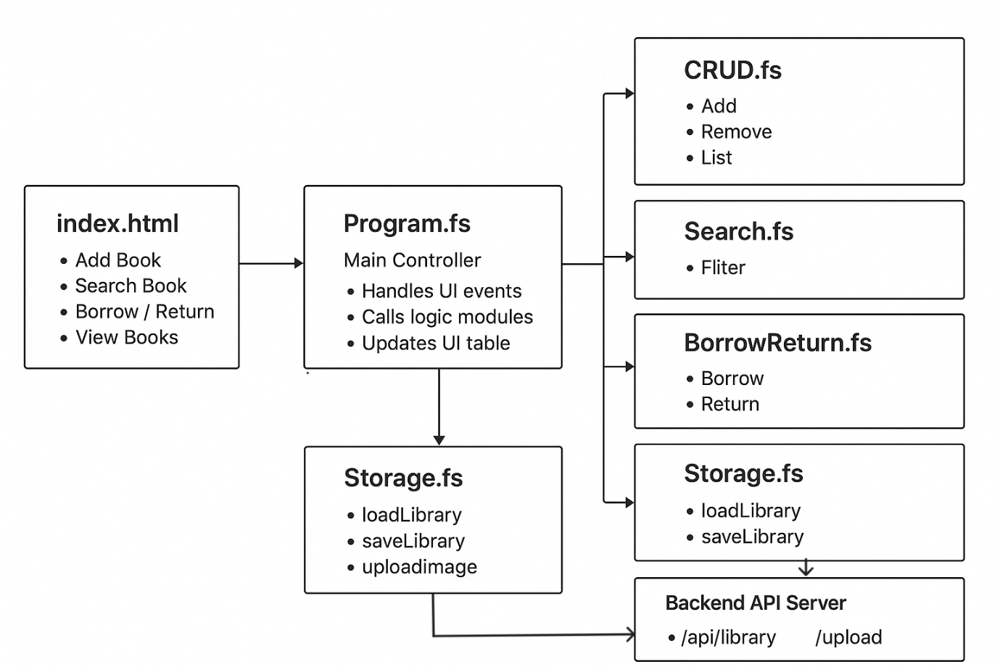 index.html
• Add Book
• Search Book
• Borrow / Return
• View Books
Program.fs
Main Controller
• Handles UI events
• Calls logic modules
• Updates UI table
Storage.fs
• loadLibrary
• saveLibrary
• uploadimage
CRUD.fs
• Add
• Remove
• List
Search.fs
• Fliter
BorrowReturn.fs
• Borrow
• Return
Storage.fs
• loadLibrary
• saveLibrary
Backend API Server
• /api/library /upload